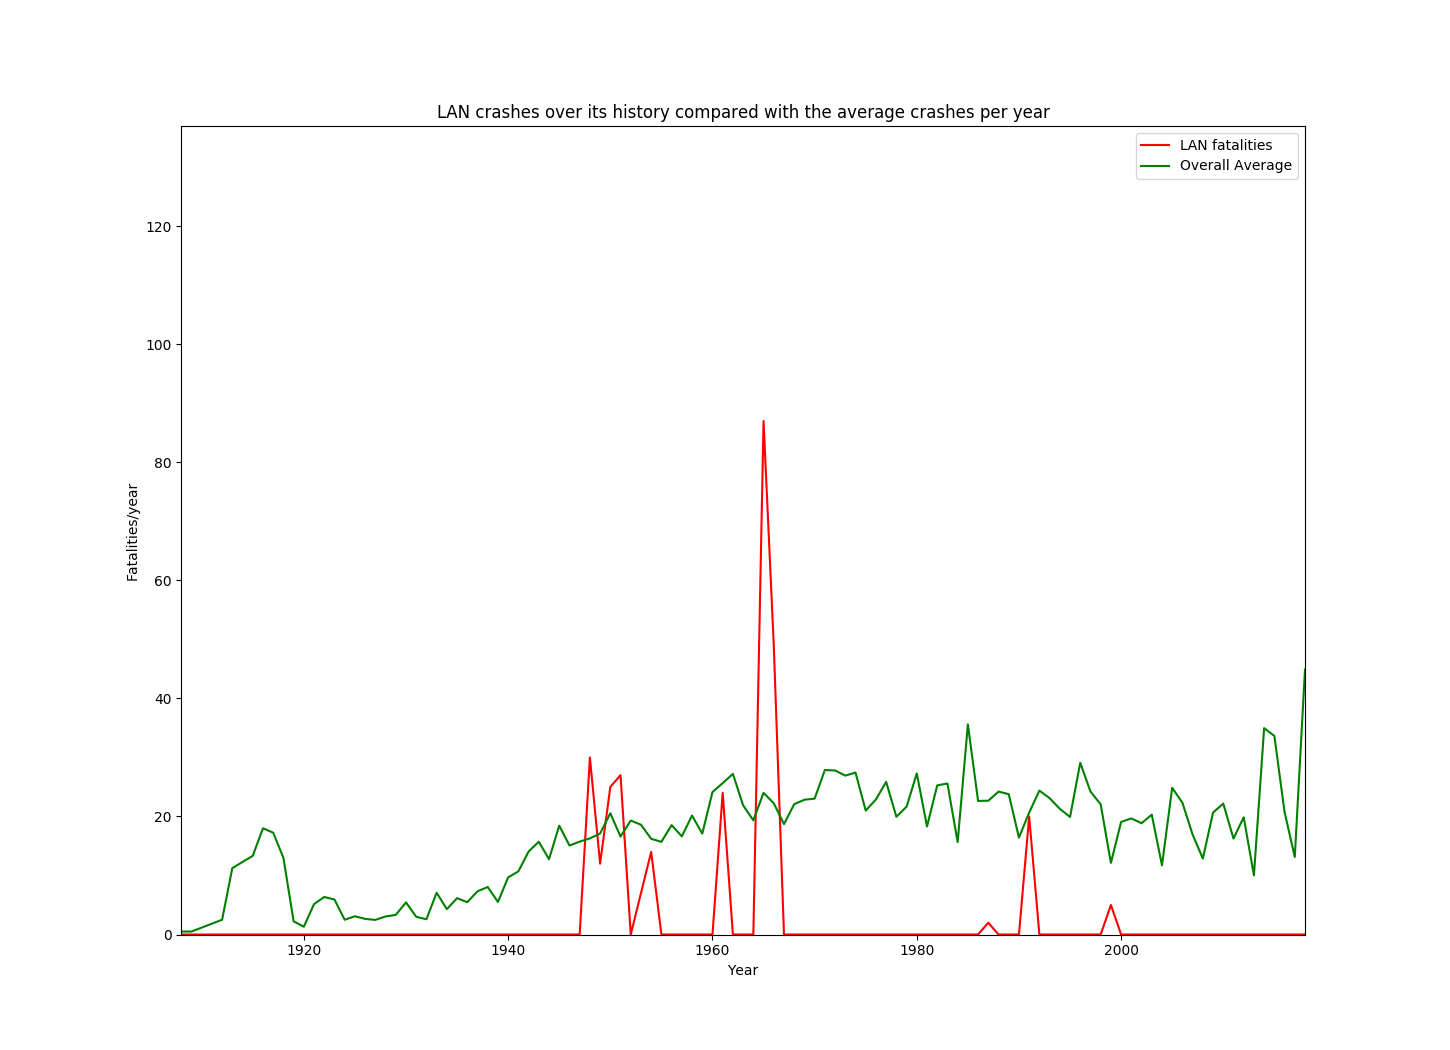 LAN crashes over its history compared with the average crashes per year
LAN fatalities
Overall Average
120
100
80
60
40
20
0
Fatalities/year
1920 1940 1960 1980 2000
Year